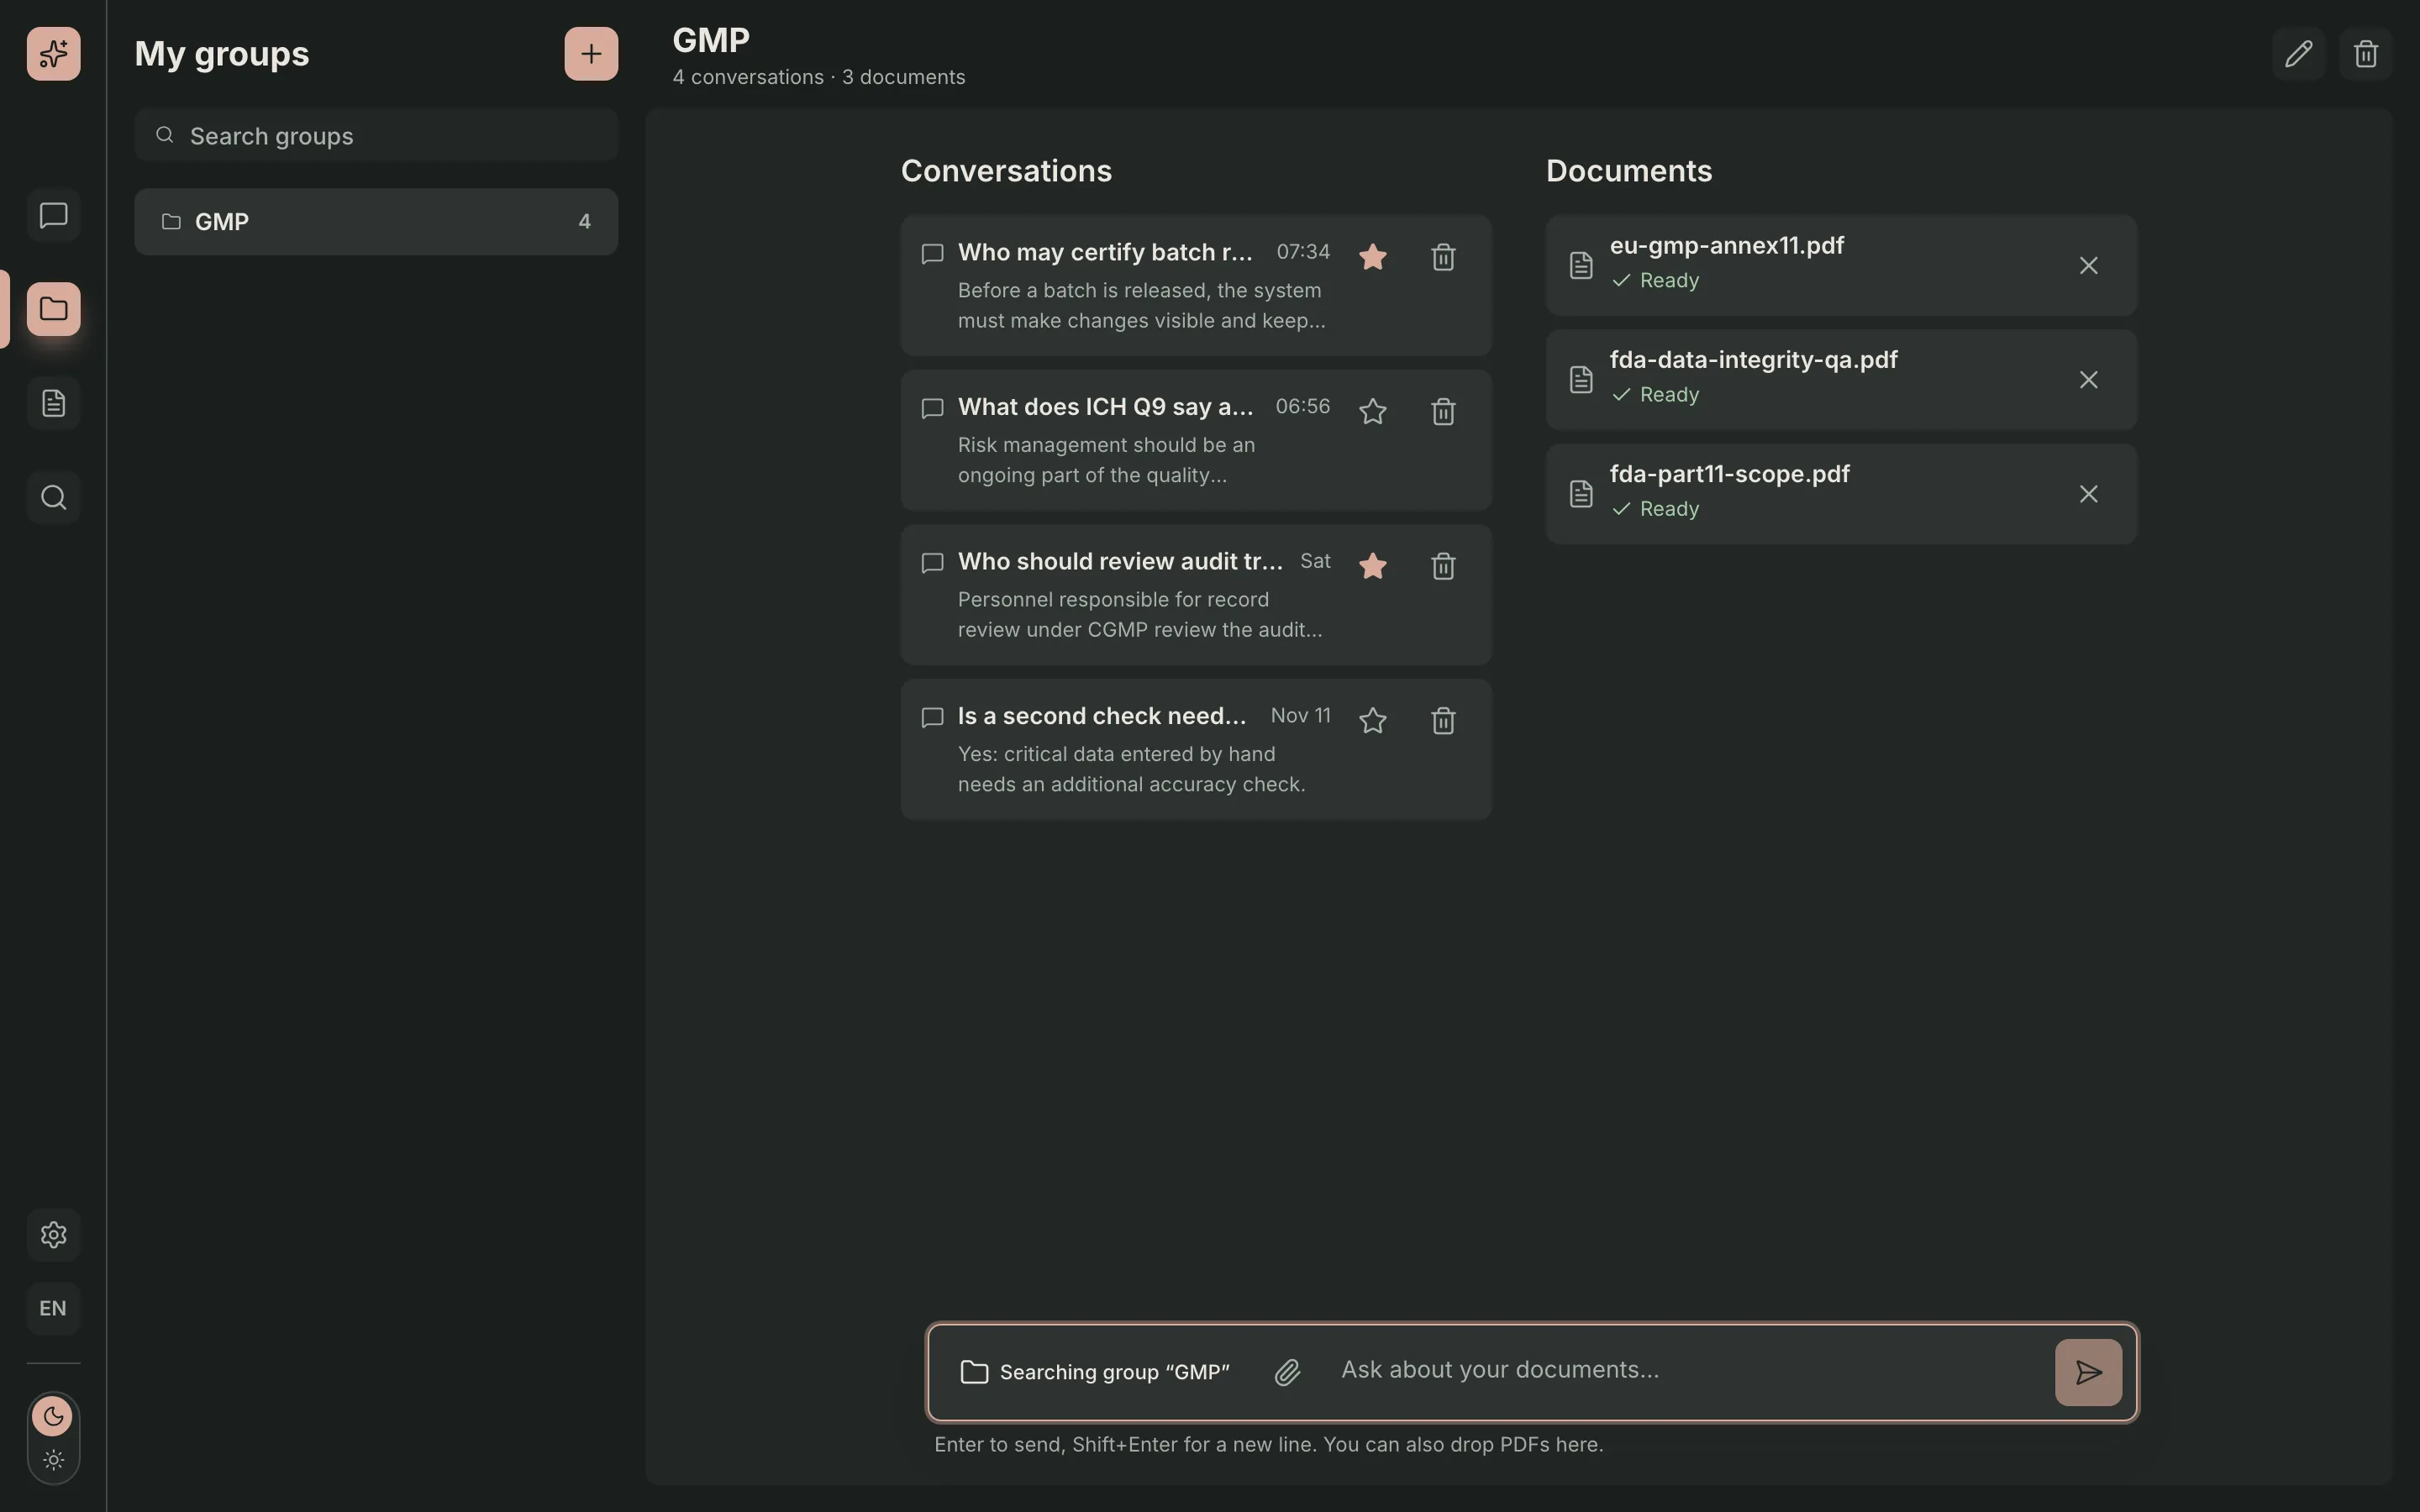 My groups
Search groups
GMP
4
EN
GMP
4 conversations · 3 documents
Conversations
Who may certify batch r...
07:34
Before a batch is released, the system
must make changes visible and keep...
What does ICH Q9 say a...
06:56
Risk management should be an
ongoing part of the quality...
Who should review audit tr...
Sat
Personnel responsible for record
review under CGMP review the audit...
Is a second check need...
Nov 11
Yes: critical data entered by hand
needs an additional accuracy check.
Documents
eu-gmp-annex11.pdf
Ready
fda-data-integrity-qa.pdf
Ready
fda-part11-scope.pdf
Ready
Searching group “GMP”
Ask about your documents...
Enter to send, Shift+Enter for a new line. You can also drop PDFs here.